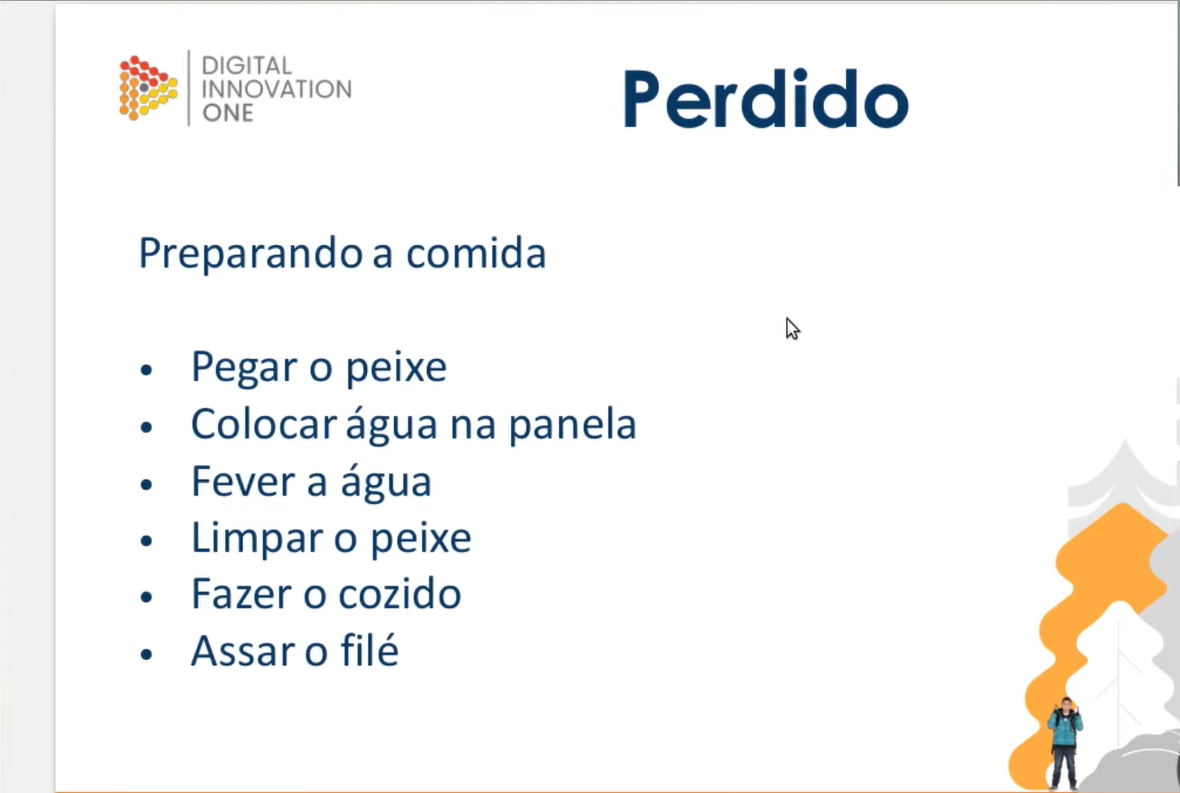 DIGITAL
INNOVATION
ONE
Perdido
Preparando a comida
• Pegar o peixe
• Colocar água na panela
• Fever a água
• Limpar o peixe
• Fazer o cozido
• Assar o filé